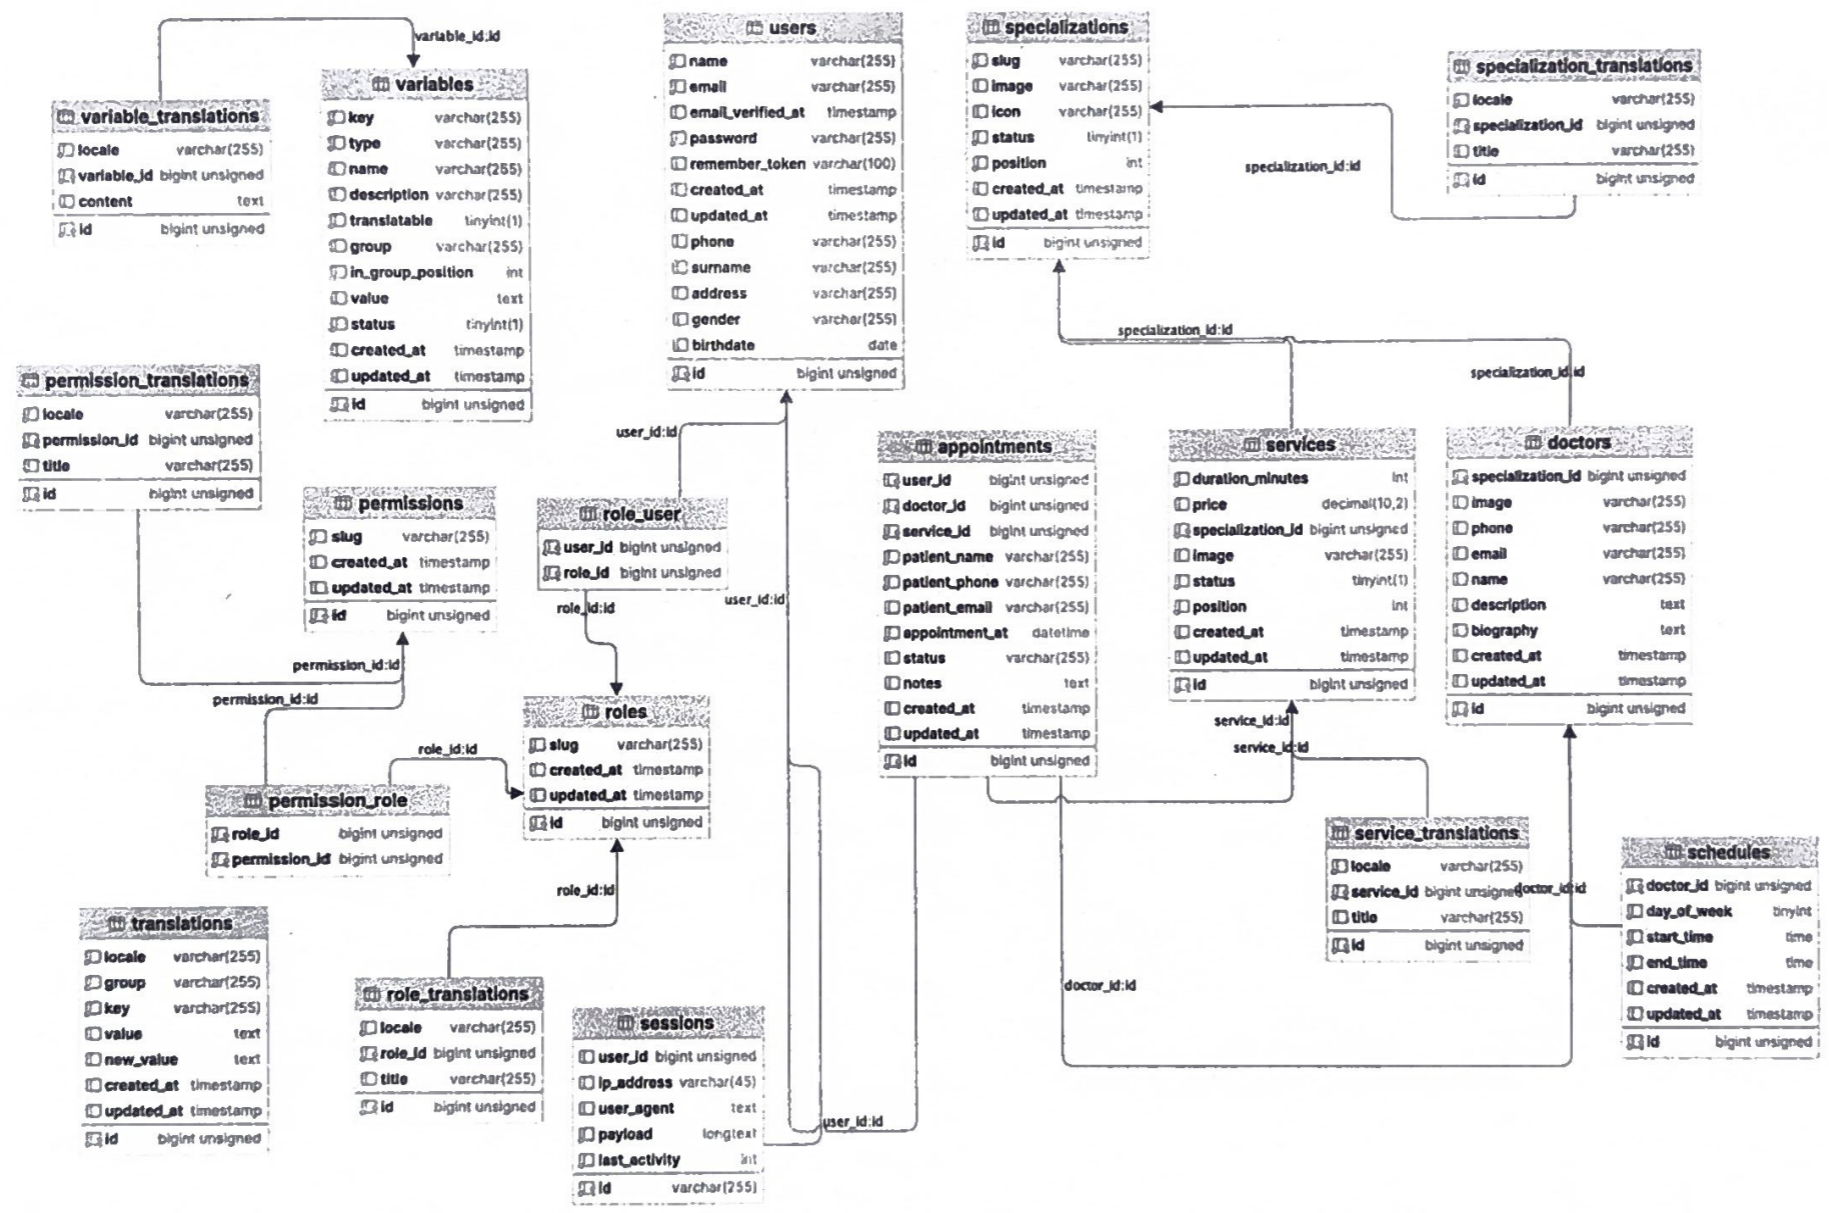 variable_id:id
variable_translations
locale varchar(255)
variable_id bigint unsigned
content text
id bigint unsigned
variables
key varchar(255)
type varchar(255)
name varchar(255)
description varchar(255)
translatable tinyint(1)
group varchar(255)
in_group_position int
value text
status tinyint(1)
created_at timestamp
updated_at timestamp
id bigint unsigned
users
name varchar(255)
email varchar(255)
email_verified_at timestamp
password varchar(255)
remember_token varchar(100)
created_at timestamp
updated_at timestamp
phone varchar(255)
surname varchar(255)
address varchar(255)
gender varchar(255)
birthdate date
id bigint unsigned
specializations
slug varchar(255)
image varchar(255)
icon varchar(255)
status tinyint(1)
position int
created_at timestamp
updated_at timestamp
id bigint unsigned
specialization_id:id
specialization_translations
locale varchar(255)
specialization_id bigint unsigned
title varchar(255)
id bigint unsigned
specialization_id:id
specialization_id:id
permission_translations
locale varchar(255)
permission_id bigint unsigned
title varchar(255)
id bigint unsigned
permissions
slug varchar(255)
created_at timestamp
updated_at timestamp
id bigint unsigned
permission_id:id
permission_id:id
user_id:id
role_user
user_id bigint unsigned
role_id bigint unsigned
role_id:id
user_id:id
appointments
user_id bigint unsigned
doctor_id bigint unsigned
service_id bigint unsigned
patient_name varchar(255)
patient_phone varchar(255)
patient_email varchar(255)
appointment_at datetime
status varchar(255)
notes text
created_at timestamp
updated_at timestamp
id bigint unsigned
services
duration_minutes int
price decimal(10,2)
specialization_id bigint unsigned
image varchar(255)
status tinyint(1)
position int
created_at timestamp
updated_at timestamp
id bigint unsigned
doctors
specialization_id bigint unsigned
image varchar(255)
phone varchar(255)
email varchar(255)
name varchar(255)
description text
biography text
created_at timestamp
updated_at timestamp
id bigint unsigned
roles
slug varchar(255)
created_at timestamp
updated_at timestamp
id bigint unsigned
role_id:id
permission_role
role_id bigint unsigned
permission_id bigint unsigned
role_id:id
service_id:id
service_id:id
service_translations
locale varchar(255)
service_id bigint unsigned
title varchar(255)
id bigint unsigned
doctor_id:id
schedules
doctor_id bigint unsigned
day_of_week tinyint
start_time time
end_time time
created_at timestamp
updated_at timestamp
id bigint unsigned
translations
locale varchar(255)
group varchar(255)
key varchar(255)
value text
new_value text
created_at timestamp
updated_at timestamp
id bigint unsigned
role_translations
locale varchar(255)
role_id bigint unsigned
title varchar(255)
id bigint unsigned
sessions
user_id bigint unsigned
ip_address varchar(45)
user_agent text
payload longtext
last_activity int
id varchar(255)
user_id:id
doctor_id:id